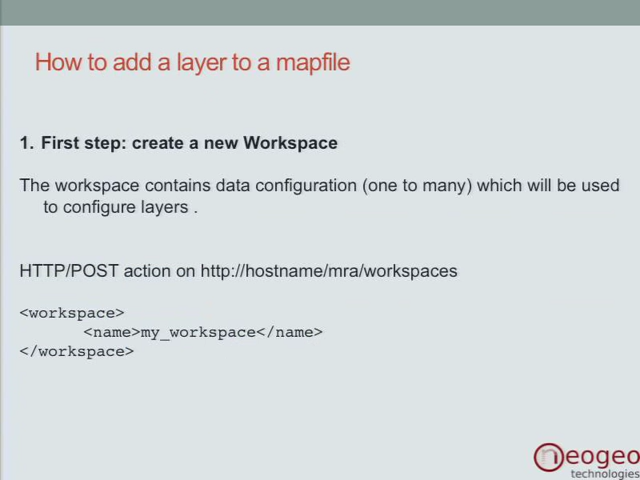 How to add a layer to a mapfile
1. First step: create a new Workspace
The workspace contains data configuration (one to many) which will be used
to configure layers .
HTTP/POST action on http://hostname/mra/workspaces
<workspace>
<name>my_workspace</name>
</workspace>
neogeo
technologies